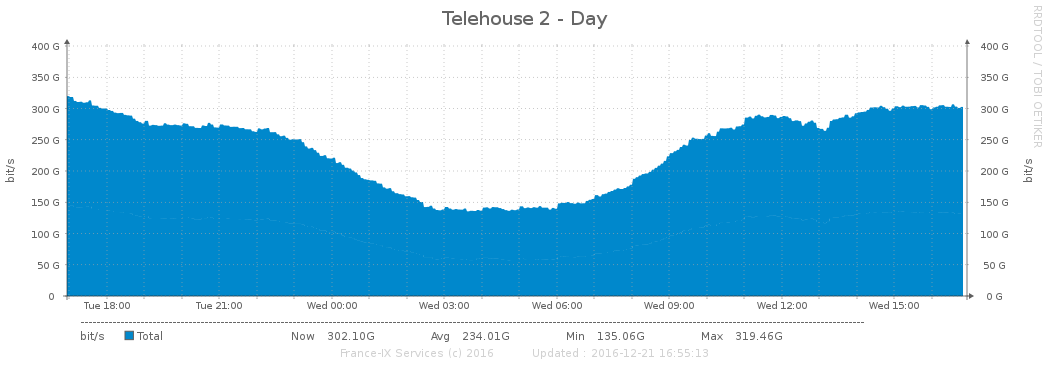 Telehouse 2 - Day
RRDTOOL / TOBI OETIKER
bit/s
400 G 400 G
350 G 350 G
300 G 300 G
250 G 250 G
200 G 200 G
150 G 150 G
100 G 100 G
50 G 50 G
0 0 G
bit/s
Tue 18:00 Tue 21:00 Wed 00:00 Wed 03:00 Wed 06:00 Wed 09:00 Wed 12:00 Wed 15:00
bit/s Total Now 302.10G Avg 234.01G Min 135.06G Max 319.46G
France-IX Services (c) 2016 Updated : 2016-12-21 16:55:13